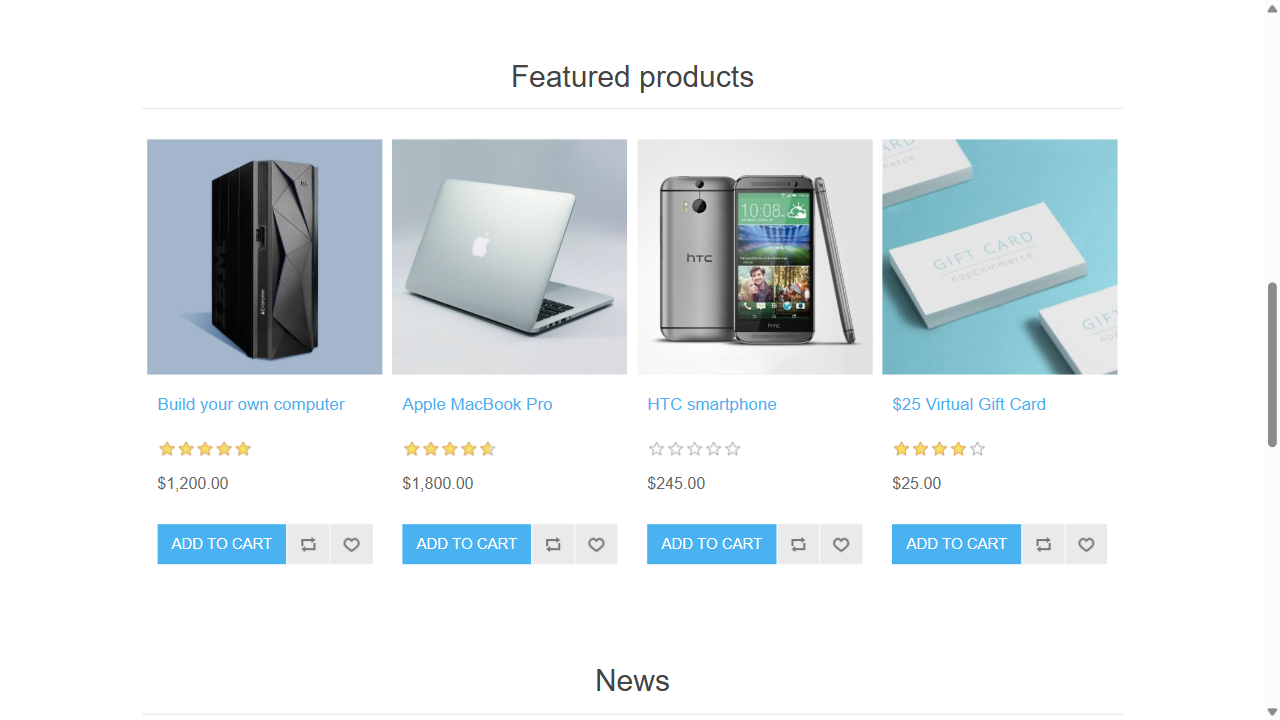 Featured products
10:08
hTC
hTC
GIFT CARD
nopCommerce
Build your own computer
Apple MacBook Pro
HTC smartphone
$25 Virtual Gift Card
$1,200.00
$1,800.00
$245.00
$25.00
ADD TO CART
ADD TO CART
ADD TO CART
ADD TO CART
News